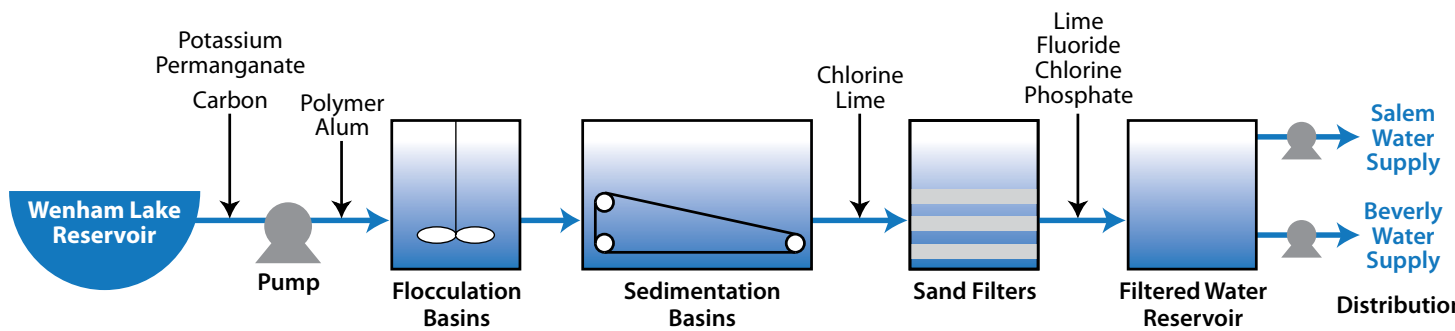 Potassium
Permanganate
Carbon
Polymer
Alum
Chlorine
Lime
Lime
Fluoride
Chlorine
Phosphate
Wenham Lake
Reservoir
Pump
Flocculation
Basins
Sedimentation
Basins
Sand Filters
Filtered Water
Reservoir
Salem
Water
Supply
Beverly
Water
Supply
Distribution